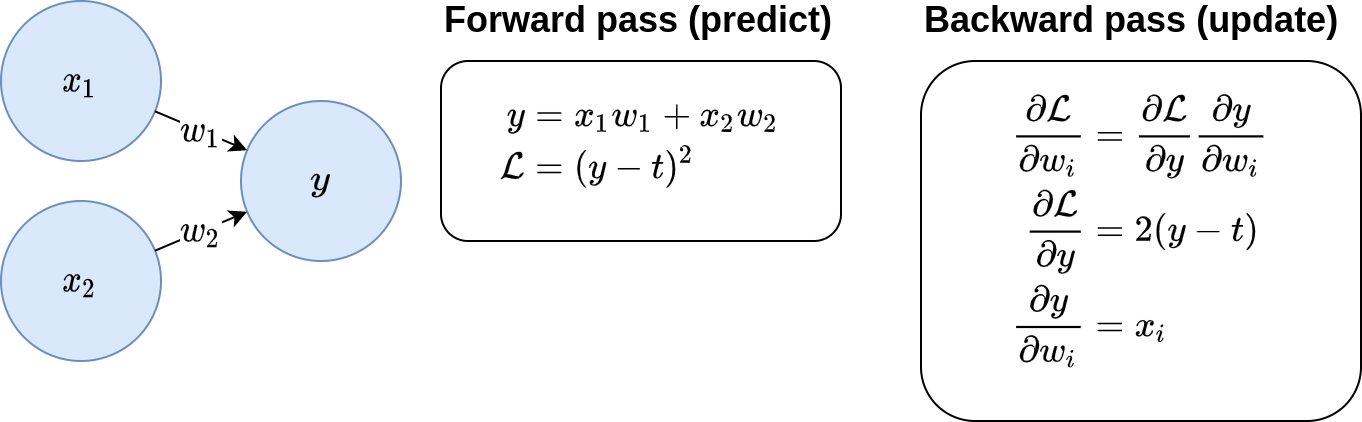 x₁
w₁
y
w₂
x₂
Forward pass (predict)
y = x₁w₁ + x₂w₂
ℒ = (y − t)²
Backward pass (update)
∂ℒ/∂wᵢ = ∂ℒ/∂y ∂y/∂wᵢ
∂ℒ/∂y = 2(y − t)
∂y/∂wᵢ = xᵢ